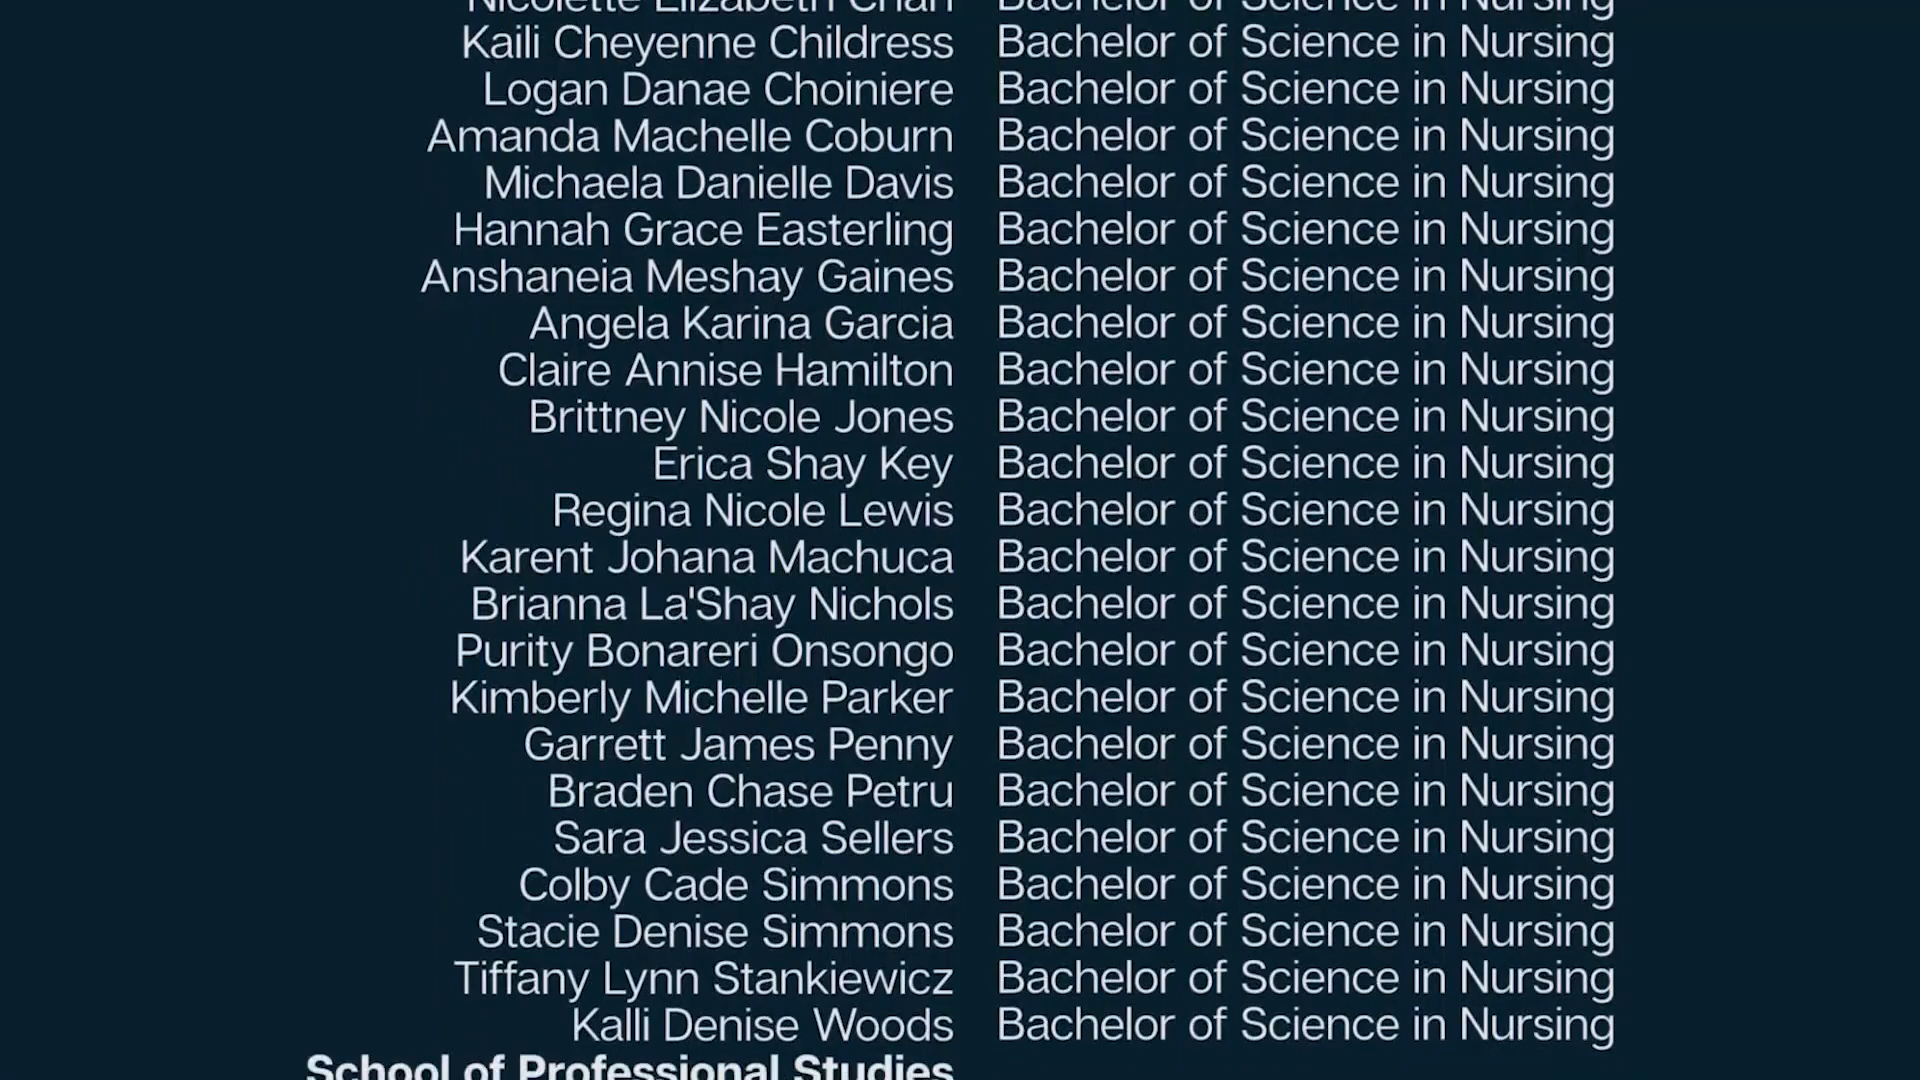 Nicolette Elizabeth Chan Bachelor of Science in Nursing
Kaili Cheyenne Childress Bachelor of Science in Nursing
Logan Danae Choiniere Bachelor of Science in Nursing
Amanda Machelle Coburn Bachelor of Science in Nursing
Michaela Danielle Davis Bachelor of Science in Nursing
Hannah Grace Easterling Bachelor of Science in Nursing
Anshaneia Meshay Gaines Bachelor of Science in Nursing
Angela Karina Garcia Bachelor of Science in Nursing
Claire Annise Hamilton Bachelor of Science in Nursing
Brittney Nicole Jones Bachelor of Science in Nursing
Erica Shay Key Bachelor of Science in Nursing
Regina Nicole Lewis Bachelor of Science in Nursing
Karent Johana Machuca Bachelor of Science in Nursing
Brianna La'Shay Nichols Bachelor of Science in Nursing
Purity Bonareri Onsongo Bachelor of Science in Nursing
Kimberly Michelle Parker Bachelor of Science in Nursing
Garrett James Penny Bachelor of Science in Nursing
Braden Chase Petru Bachelor of Science in Nursing
Sara Jessica Sellers Bachelor of Science in Nursing
Colby Cade Simmons Bachelor of Science in Nursing
Stacie Denise Simmons Bachelor of Science in Nursing
Tiffany Lynn Stankiewicz Bachelor of Science in Nursing
Kalli Denise Woods Bachelor of Science in Nursing
School of Professional Studies